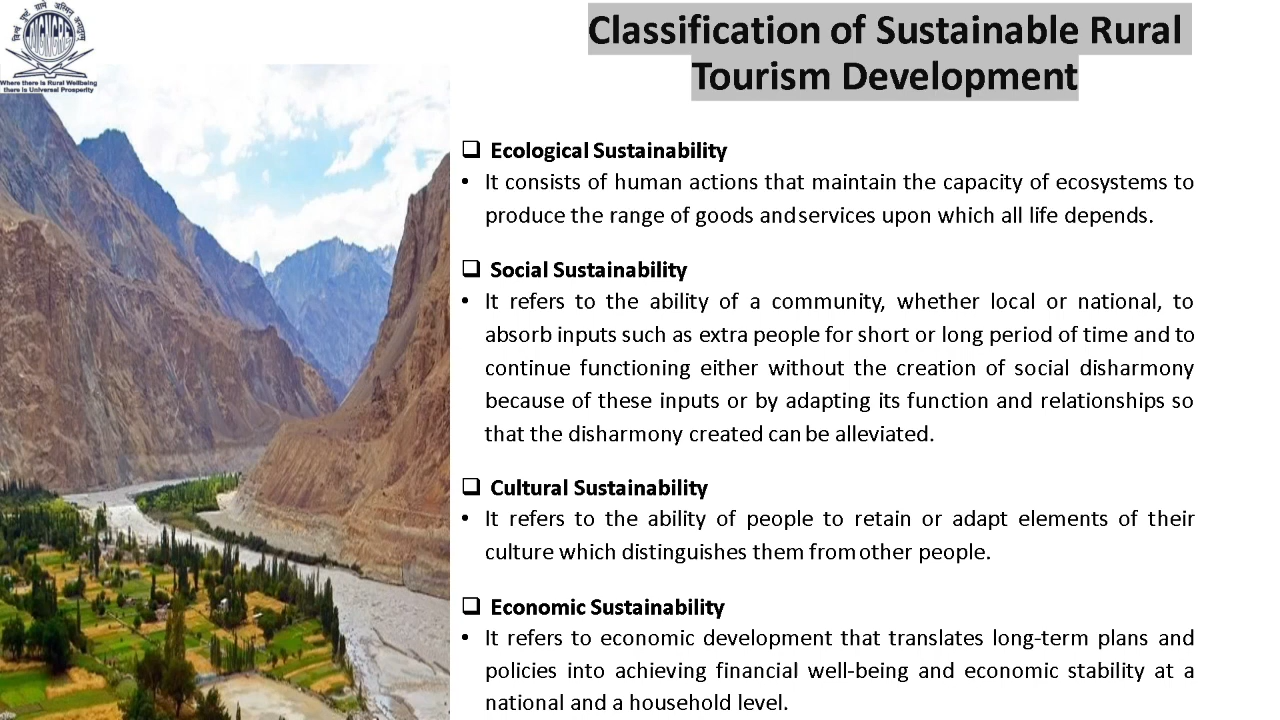 विश्वं पुष्टं ग्रामे अस्मिन् अनातुरम्
MGNCRE
Where there is Rural Wellbeing
there is Universal Prosperity
Classification of Sustainable Rural
Tourism Development
❑ Ecological Sustainability
• It consists of human actions that maintain the capacity of ecosystems to
produce the range of goods and services upon which all life depends.
❑ Social Sustainability
• It refers to the ability of a community, whether local or national, to
absorb inputs such as extra people for short or long period of time and to
continue functioning either without the creation of social disharmony
because of these inputs or by adapting its function and relationships so
that the disharmony created can be alleviated.
❑ Cultural Sustainability
• It refers to the ability of people to retain or adapt elements of their
culture which distinguishes them from other people.
❑ Economic Sustainability
• It refers to economic development that translates long-term plans and
policies into achieving financial well-being and economic stability at a
national and a household level.